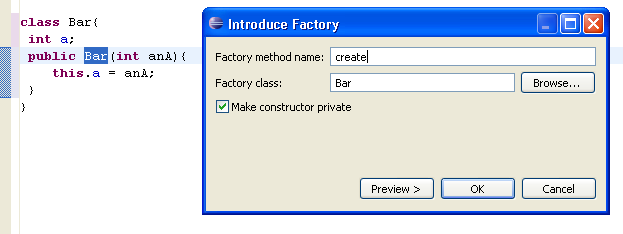 class Bar{
int a;
public Bar(int anA){
this.a = anA;
}
}
Introduce Factory
Factory method name: create
Factory class: Bar Browse...
Make constructor private
Preview > OK Cancel